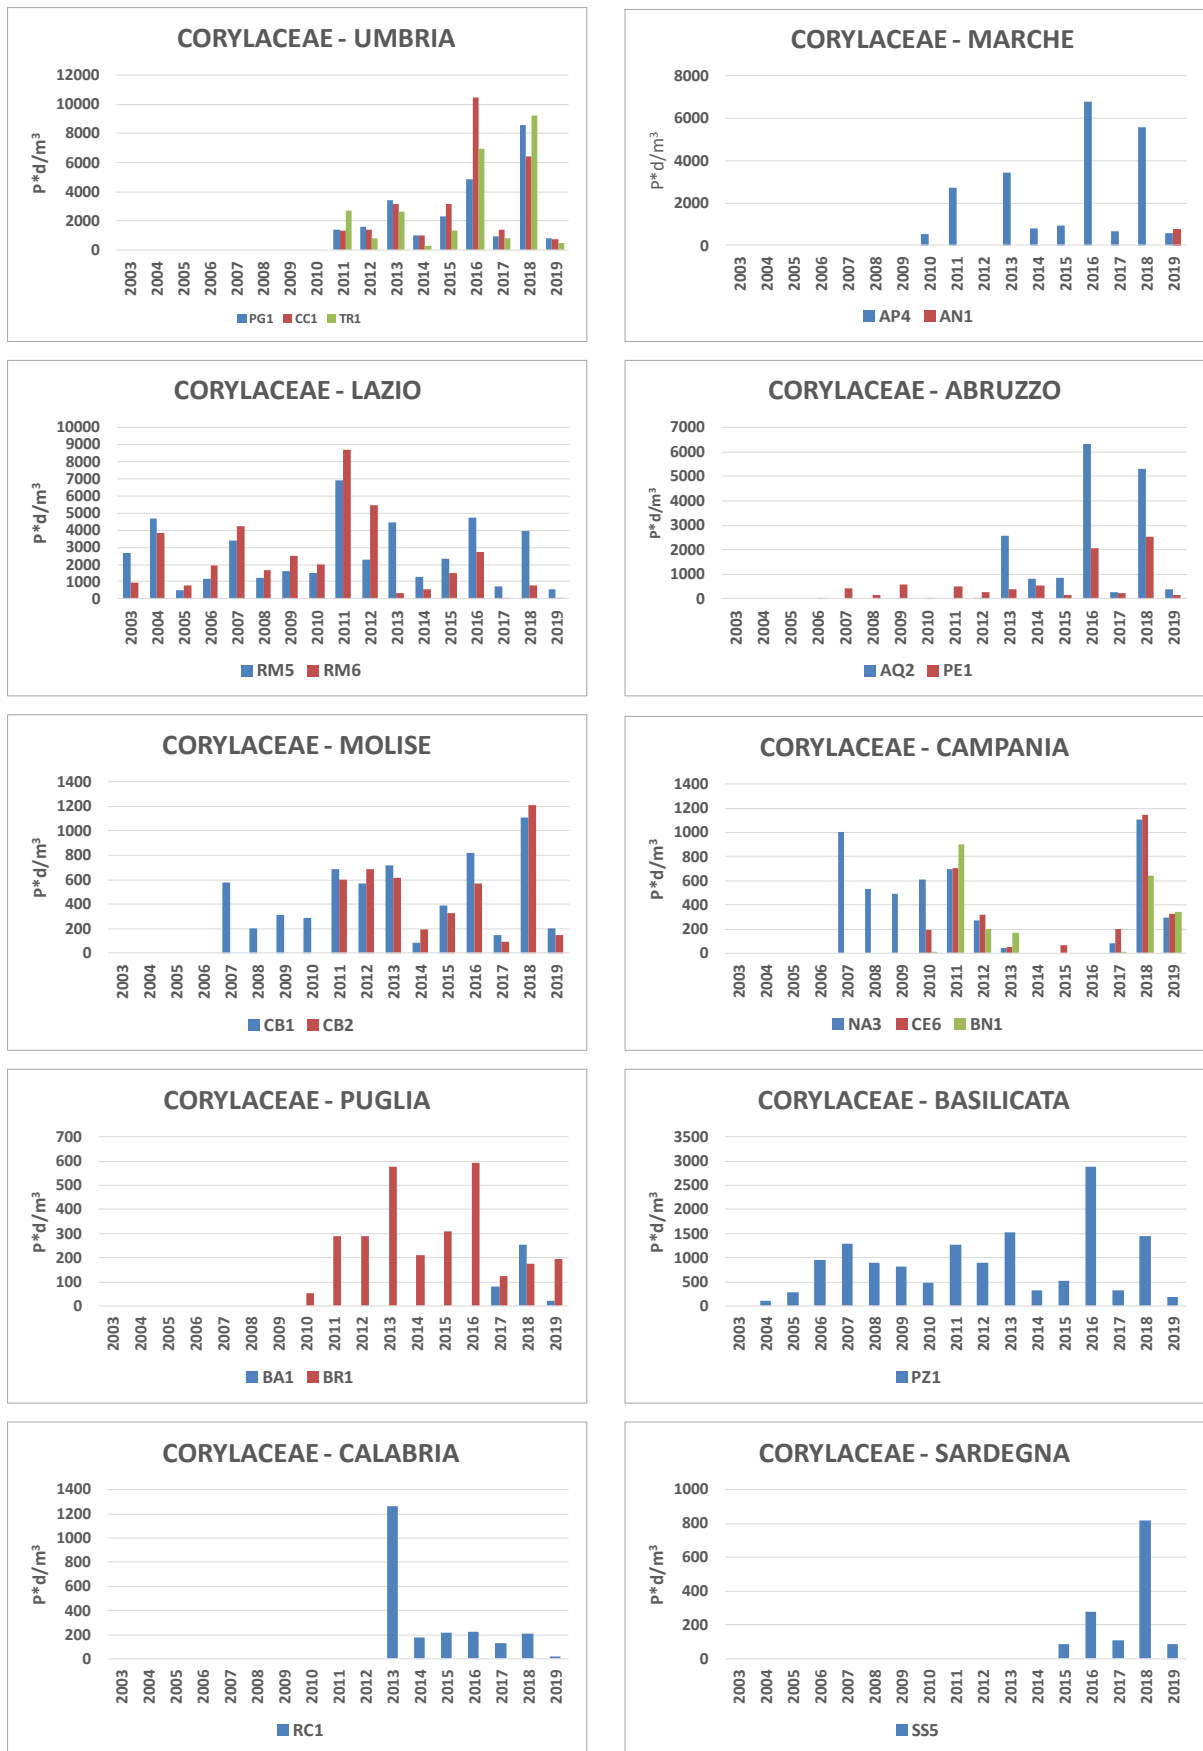 CORYLACEAE - UMBRIA
P*d/m³
12000
10000
8000
6000
4000
2000
0
2003 2004 2005 2006 2007 2008 2009 2010 2011 2012 2013 2014 2015 2016 2017 2018 2019
PG1 CC1 TR1
CORYLACEAE - MARCHE
P*d/m³
8000
6000
4000
2000
0
2003 2004 2005 2006 2007 2008 2009 2010 2011 2012 2013 2014 2015 2016 2017 2018 2019
AP4 AN1
CORYLACEAE - LAZIO
P*d/m³
10000
9000
8000
7000
6000
5000
4000
3000
2000
1000
0
2003 2004 2005 2006 2007 2008 2009 2010 2011 2012 2013 2014 2015 2016 2017 2018 2019
RM5 RM6
CORYLACEAE - ABRUZZO
P*d/m³
7000
6000
5000
4000
3000
2000
1000
0
2003 2004 2005 2006 2007 2008 2009 2010 2011 2012 2013 2014 2015 2016 2017 2018 2019
AQ2 PE1
CORYLACEAE - MOLISE
P*d/m³
1400
1200
1000
800
600
400
200
0
2003 2004 2005 2006 2007 2008 2009 2010 2011 2012 2013 2014 2015 2016 2017 2018 2019
CB1 CB2
CORYLACEAE - CAMPANIA
P*d/m³
1400
1200
1000
800
600
400
200
0
2003 2004 2005 2006 2007 2008 2009 2010 2011 2012 2013 2014 2015 2016 2017 2018 2019
NA3 CE6 BN1
CORYLACEAE - PUGLIA
P*d/m³
700
600
500
400
300
200
100
0
2003 2004 2005 2006 2007 2008 2009 2010 2011 2012 2013 2014 2015 2016 2017 2018 2019
BA1 BR1
CORYLACEAE - BASILICATA
P*d/m³
3500
3000
2500
2000
1500
1000
500
0
2003 2004 2005 2006 2007 2008 2009 2010 2011 2012 2013 2014 2015 2016 2017 2018 2019
PZ1
CORYLACEAE - CALABRIA
P*d/m³
1400
1200
1000
800
600
400
200
0
2003 2004 2005 2006 2007 2008 2009 2010 2011 2012 2013 2014 2015 2016 2017 2018 2019
RC1
CORYLACEAE - SARDEGNA
P*d/m³
1000
800
600
400
200
0
2003 2004 2005 2006 2007 2008 2009 2010 2011 2012 2013 2014 2015 2016 2017 2018 2019
SS5